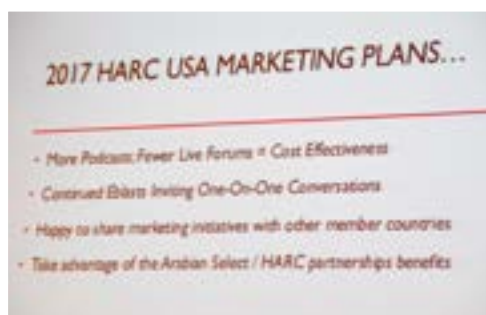 2017 HARC USA MARKETING PLANS...
• More Podcasts Fewer Live Forums = Cost Effectiveness
• Continued Eblasts Inviting One-On-One Conversations
• Happy to share marketing initiatives with other member countries
• Take advantage of the Arabian Select / HARC partnerships benefits